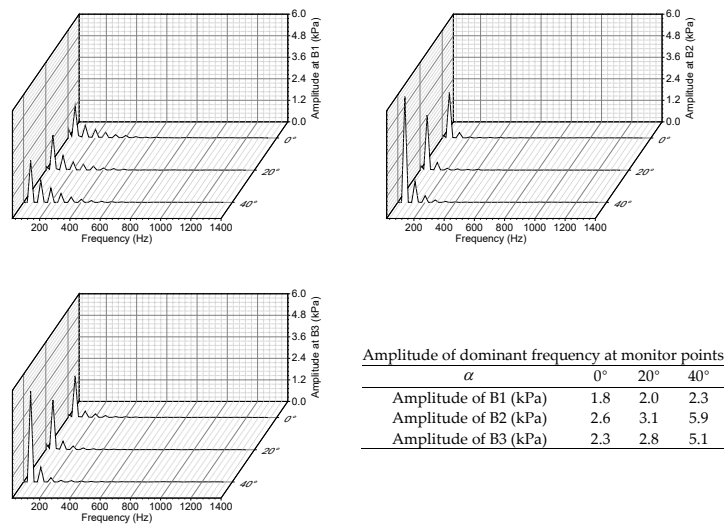 6.0
4.8
3.6
2.4
1.2
0.0
Amplitude at B1 (kPa)
0°
20°
40°
200 400 600 800 1000 1200 1400
Frequency (Hz)
6.0
4.8
3.6
2.4
1.2
0.0
Amplitude at B2 (kPa)
0°
20°
40°
200 400 600 800 1000 1200 1400
Frequency (Hz)
6.0
4.8
3.6
2.4
1.2
0.0
Amplitude at B3 (kPa)
0°
20°
40°
200 400 600 800 1000 1200 1400
Frequency (Hz)
Amplitude of dominant frequency at monitor points
α 0° 20° 40°
Amplitude of B1 (kPa) 1.8 2.0 2.3
Amplitude of B2 (kPa) 2.6 3.1 5.9
Amplitude of B3 (kPa) 2.3 2.8 5.1